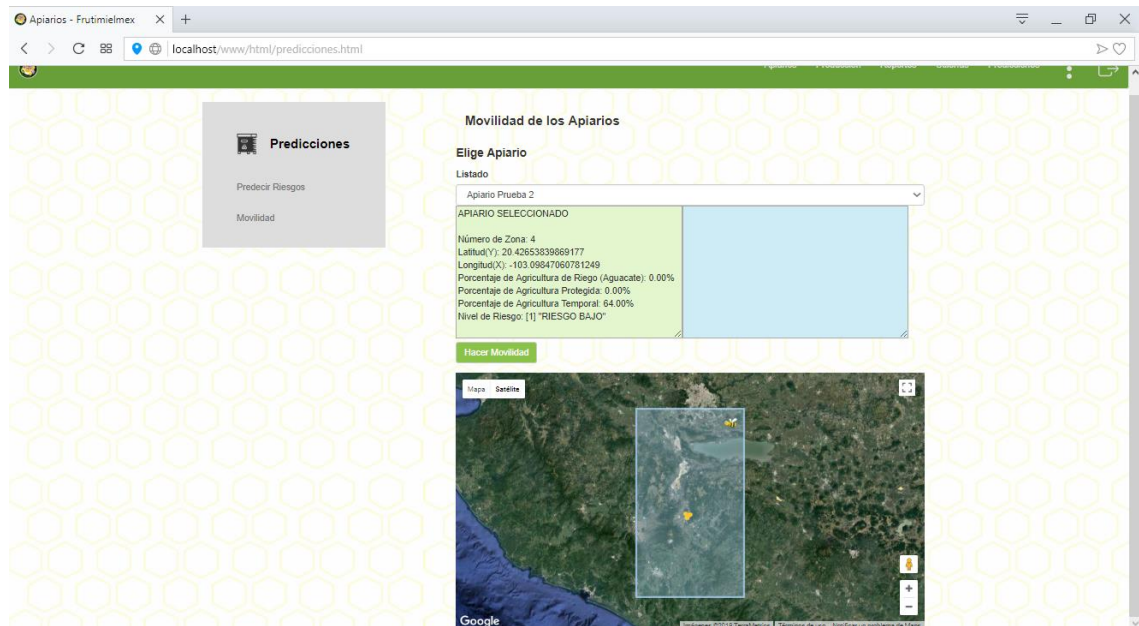 Apiarios - Frutimielmex
localhost/www/html/predicciones.html
Predicciones
Predecir Riesgos
Movilidad
Movilidad de los Apiarios
Elige Apiario
Listado
Apiario Prueba 2
APIARIO SELECCIONADO
Número de Zona: 4
Latitud(Y): 20.42653839869177
Longitud(X): -103.09847060781249
Porcentaje de Agricultura de Riego (Aguacate): 0.00%
Porcentaje de Agricultura Protegida: 0.00%
Porcentaje de Agricultura Temporal: 64.00%
Nivel de Riesgo: [1] "RIESGO BAJO"
Hacer Movilidad
Mapa Satélite
Google